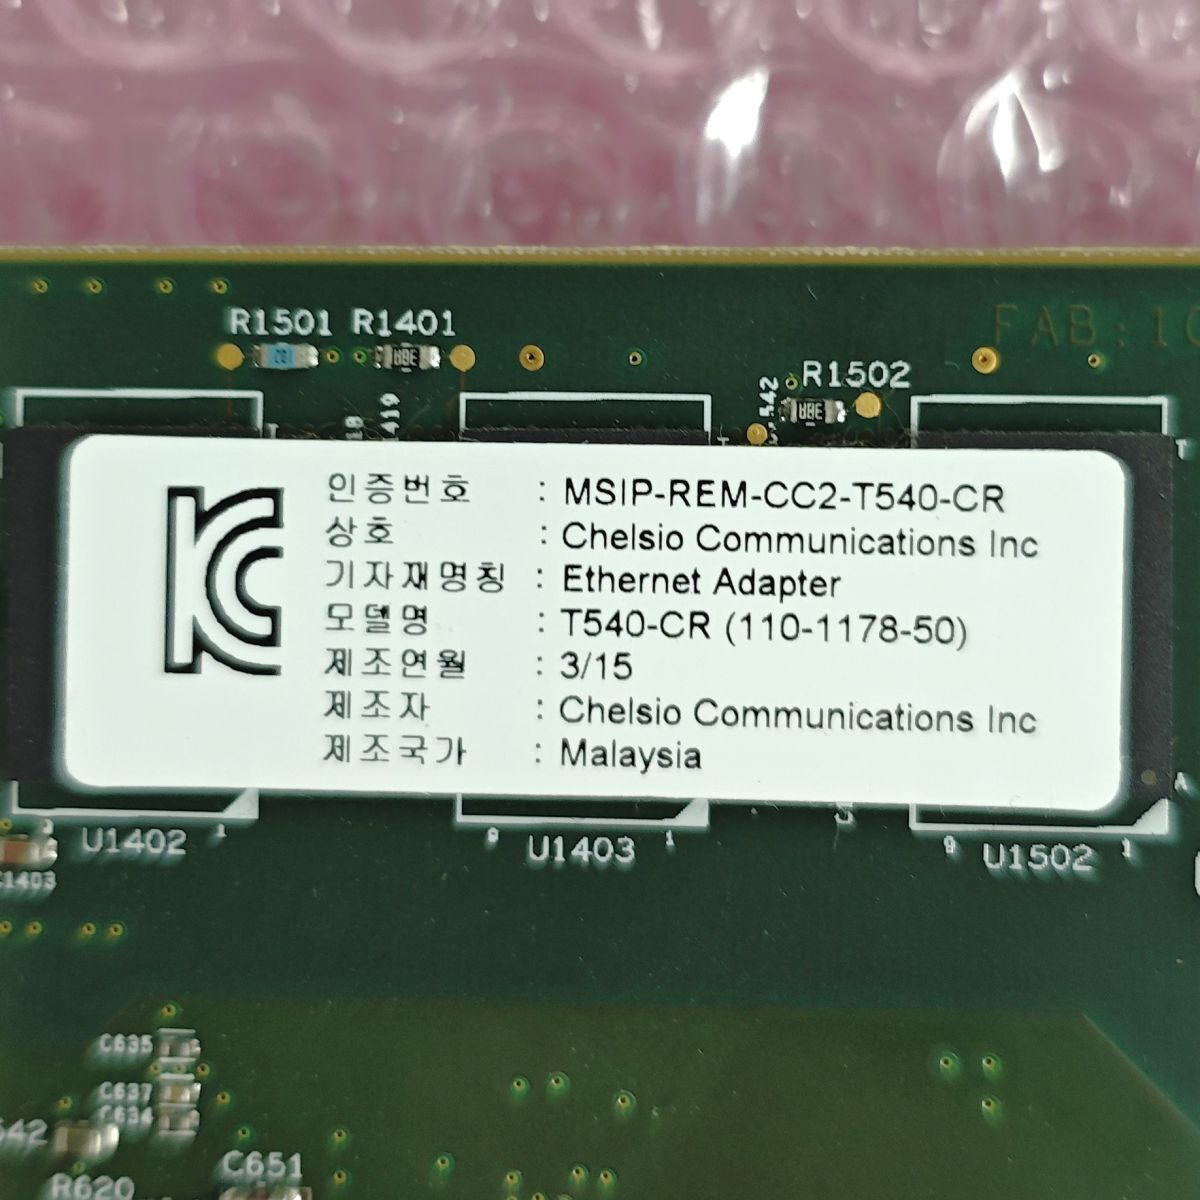 FAB:1
R1501 R1401
R1502
인증번호 : MSIP-REM-CC2-T540-CR
상호 : Chelsio Communications Inc
기자재명칭 : Ethernet Adapter
모델명 : T540-CR (110-1178-50)
제조연월 : 3/15
제조자 : Chelsio Communications Inc
제조국가 : Malaysia
U1402 1
U1403 1
U1502
C635
C637
C634
C651
R620